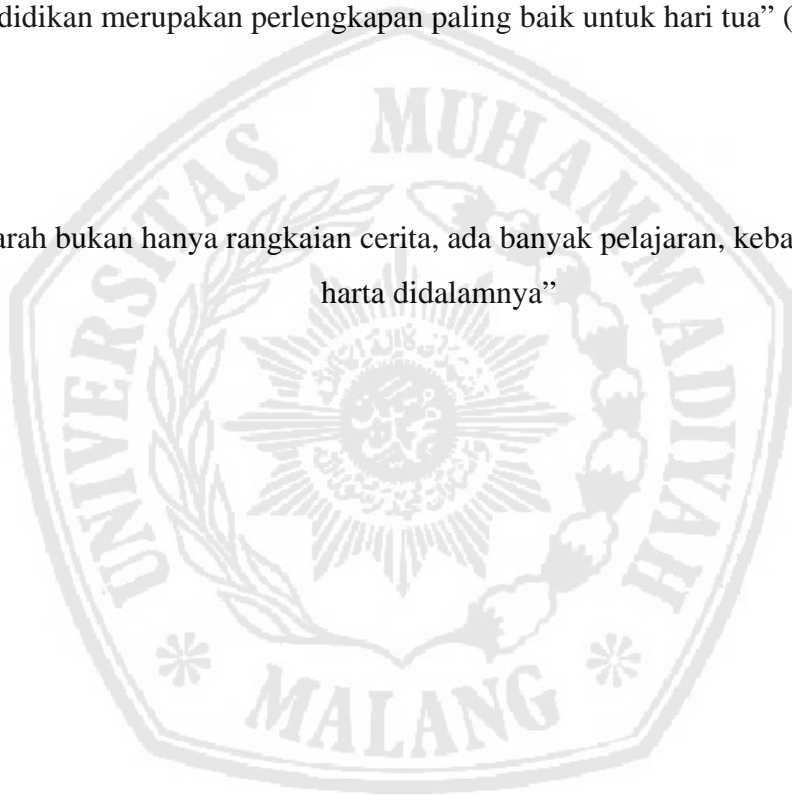 didikan merupakan perlengkapan paling baik untuk hari tua” (
arah bukan hanya rangkaian cerita, ada banyak pelajaran, keba
harta didalamnya”
UNIVERSITAS MUHAMMADIYAH
MALANG